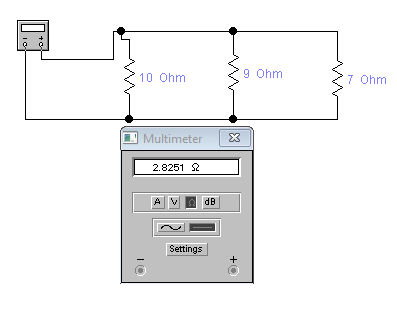 10 Ohm
9 Ohm
7 Ohm
Multimeter
2.8251 Ω
A V Ω dB
Settings
- +